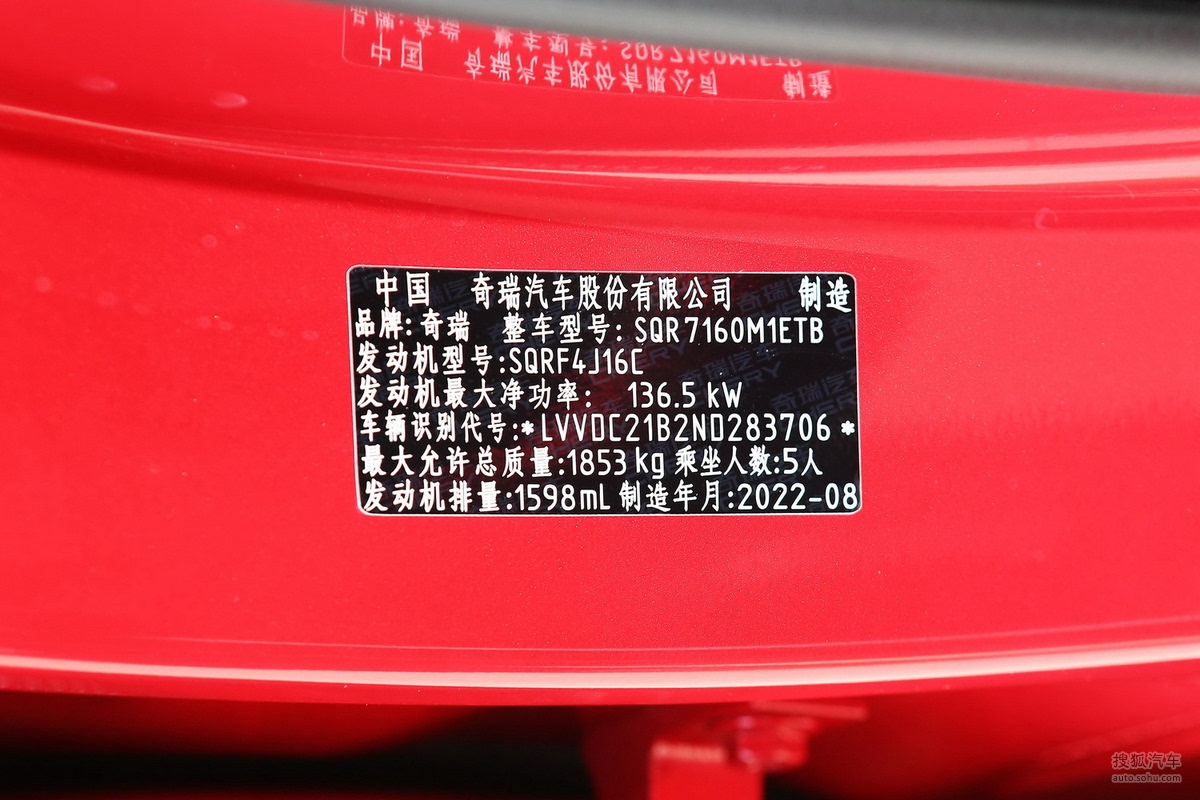 中国 奇瑞汽车股份有限公司 制造
品牌:奇瑞 整车型号:SQR7160M1ETB
发动机型号:SQRF4J16C
发动机最大净功率: 136.5 kW
车辆识别代号:*LVVDC21B2ND283706*
最大允许总质量:1853kg 乘坐人数:5人
发动机排量:1598mL 制造年月:2022-08
搜狐汽车
auto.sohu.com